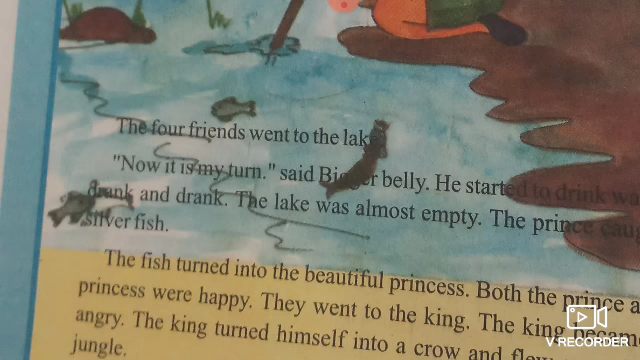 The four friends went to the lake
"Now it is my turn." said Bigger belly. He started to drink
drank and drank. The lake was almost empty. The prince
silver fish.
The fish turned into the beautiful princess. Both the prince
princess were happy. They went to the king. The king became
angry. The king turned himself into a crow and flew
jungle.
V RECORDER